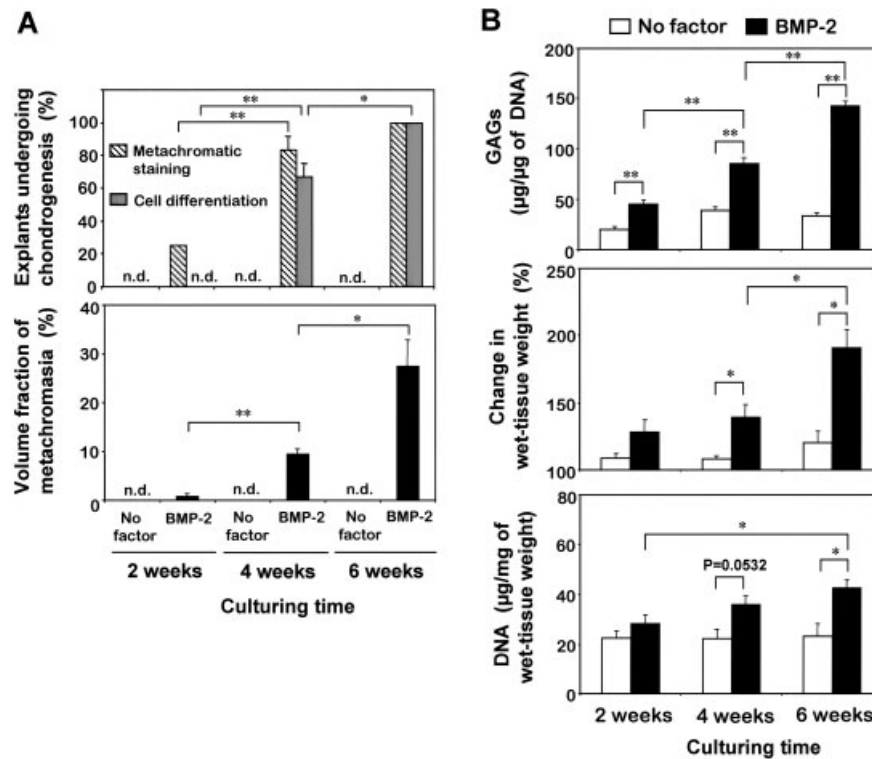 A
Explants undergoing
chondrogenesis (%)
100
80
60
40
20
0
** 
**
*
Metachromatic
staining
Cell differentiation
n.d.
n.d.
n.d.
n.d.
Volume fraction of
metachromasia (%)
30
20
10
0
**
*
n.d.
n.d.
n.d.
No
factor
BMP-2
No
factor
BMP-2
No
factor
BMP-2
2 weeks
4 weeks
6 weeks
Culturing time
B
No factor
BMP-2
GAGs
(µg/µg of DNA)
200
150
100
50
0
**
**
**
**
**
Change in
wet-tissue weight (%)
250
200
150
100
*
*
*
DNA (µg/mg of
wet-tissue weight)
80
60
40
20
0
*
P=0.0532
*
2 weeks
4 weeks
6 weeks
Culturing time